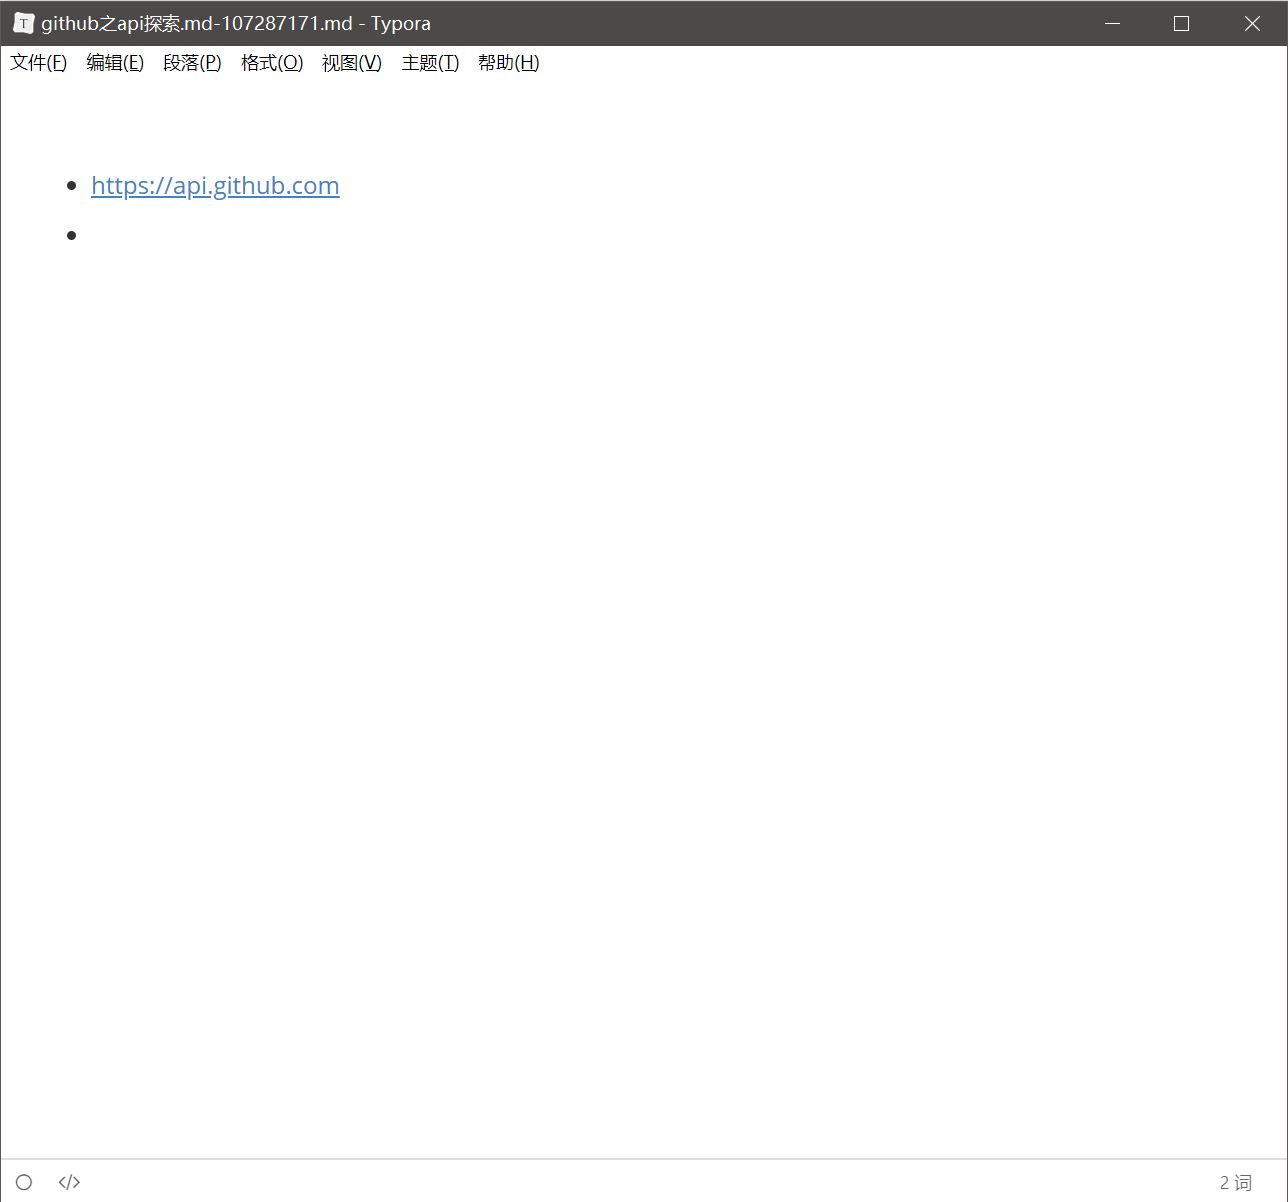 github之api探索.md-107287171.md - Typora
文件(F) 编辑(E) 段落(P) 格式(O) 视图(V) 主题(T) 帮助(H)
https://api.github.com
2 词